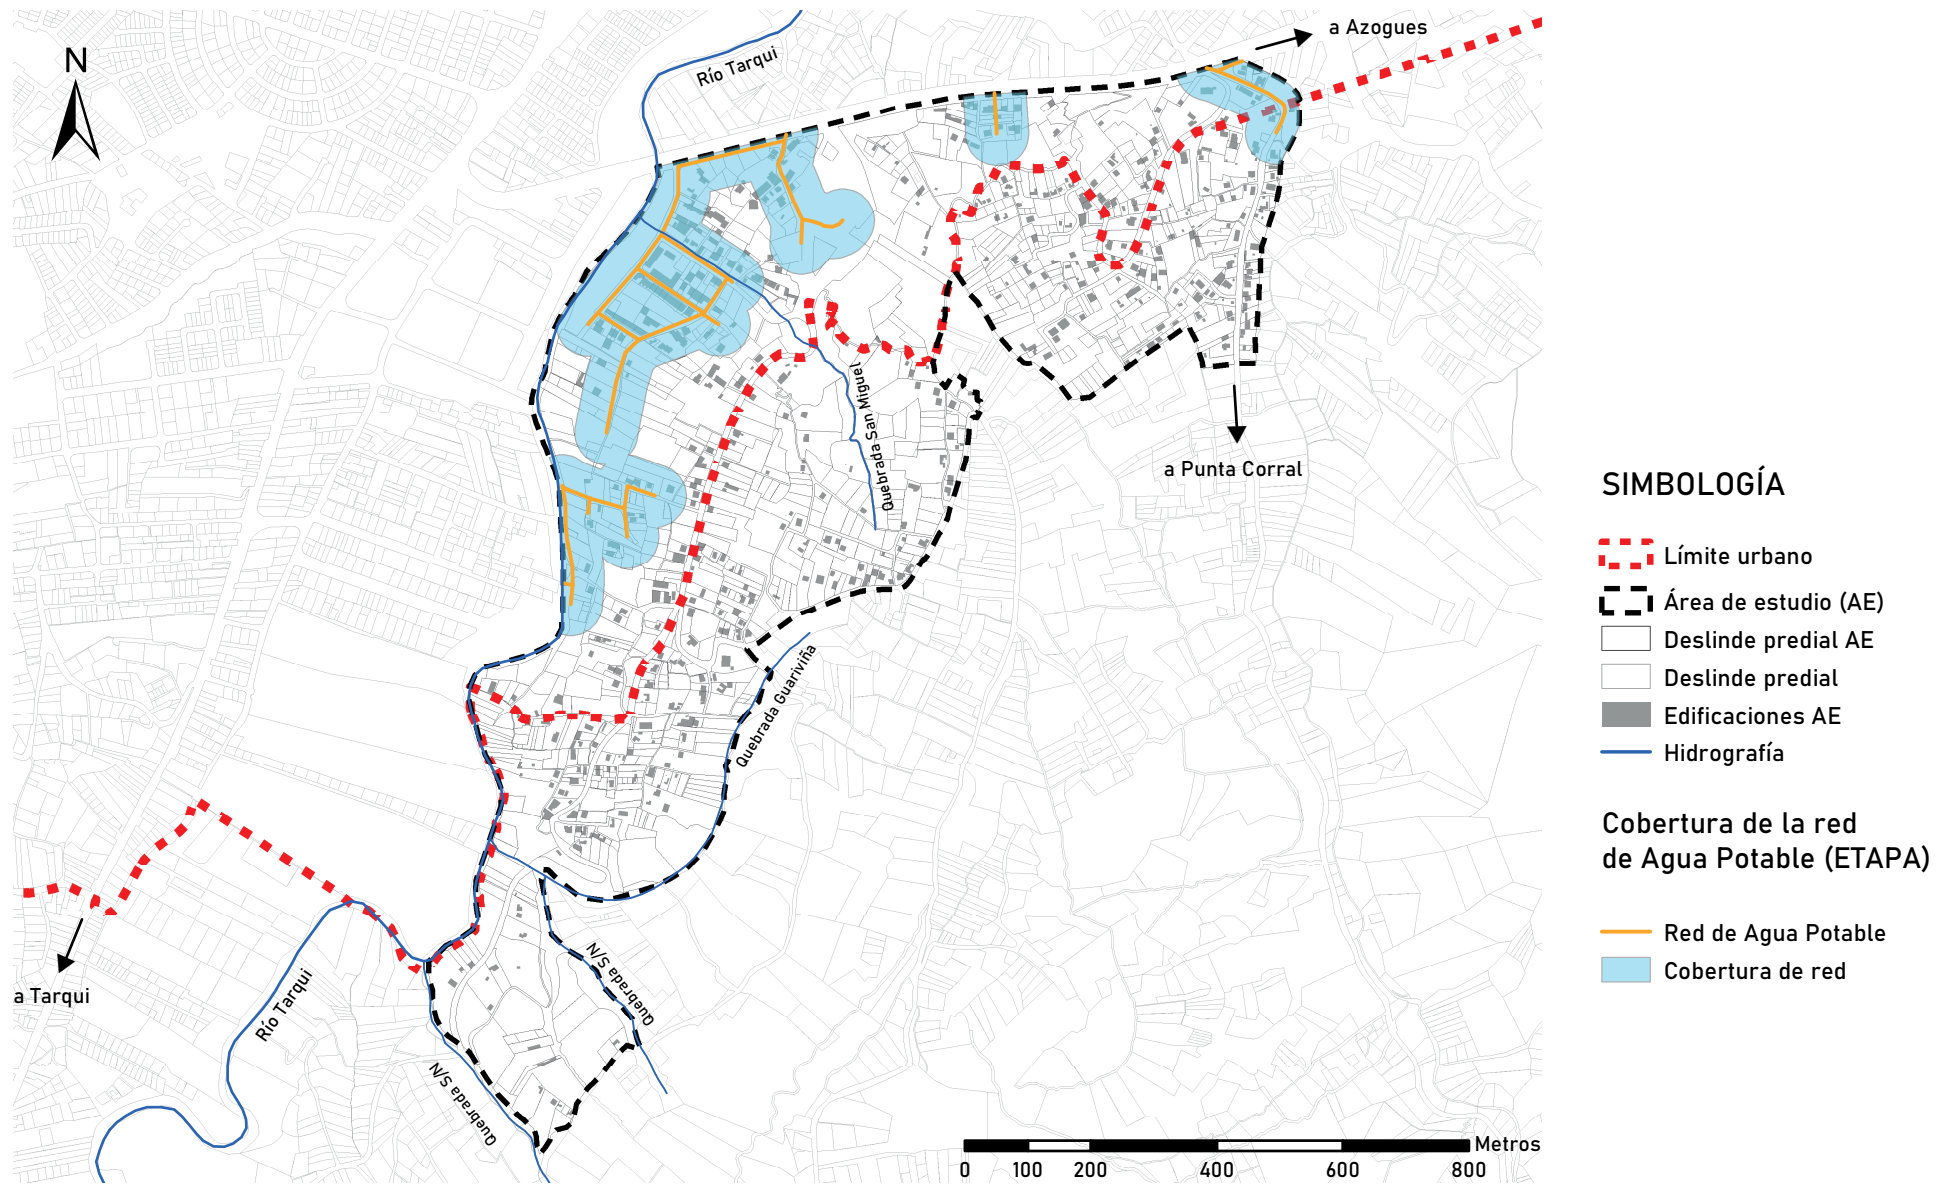 a Azogues
N
Río Tarqui
Quebrada San Miguel
a Punta Corral
Quebrada Guariviña
a Tarqui
Río Tarqui
Quebrada S/N
Quebrada S/N
Metros
0 100 200 400 600 800
SIMBOLOGÍA
Límite urbano
Área de estudio (AE)
Deslinde predial AE
Deslinde predial
Edificaciones AE
Hidrografía
Cobertura de la red
de Agua Potable (ETAPA)
Red de Agua Potable
Cobertura de red